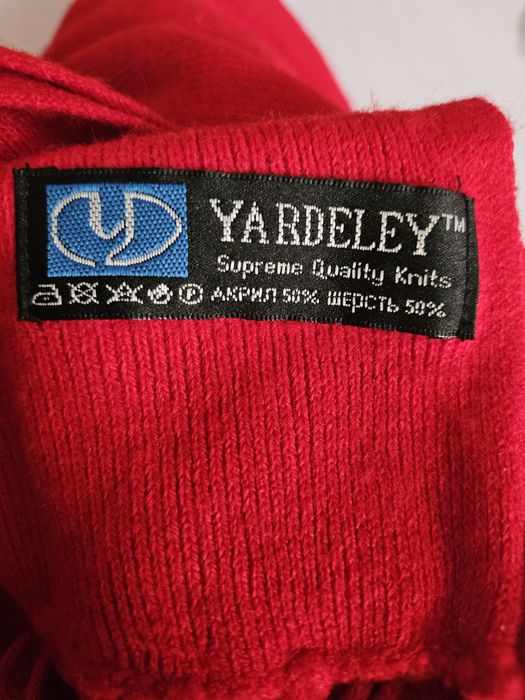 YARDELEY™
Supreme Quality Knits
Ⓟ АКРИЛ 50% ШЕРСТЬ 50%